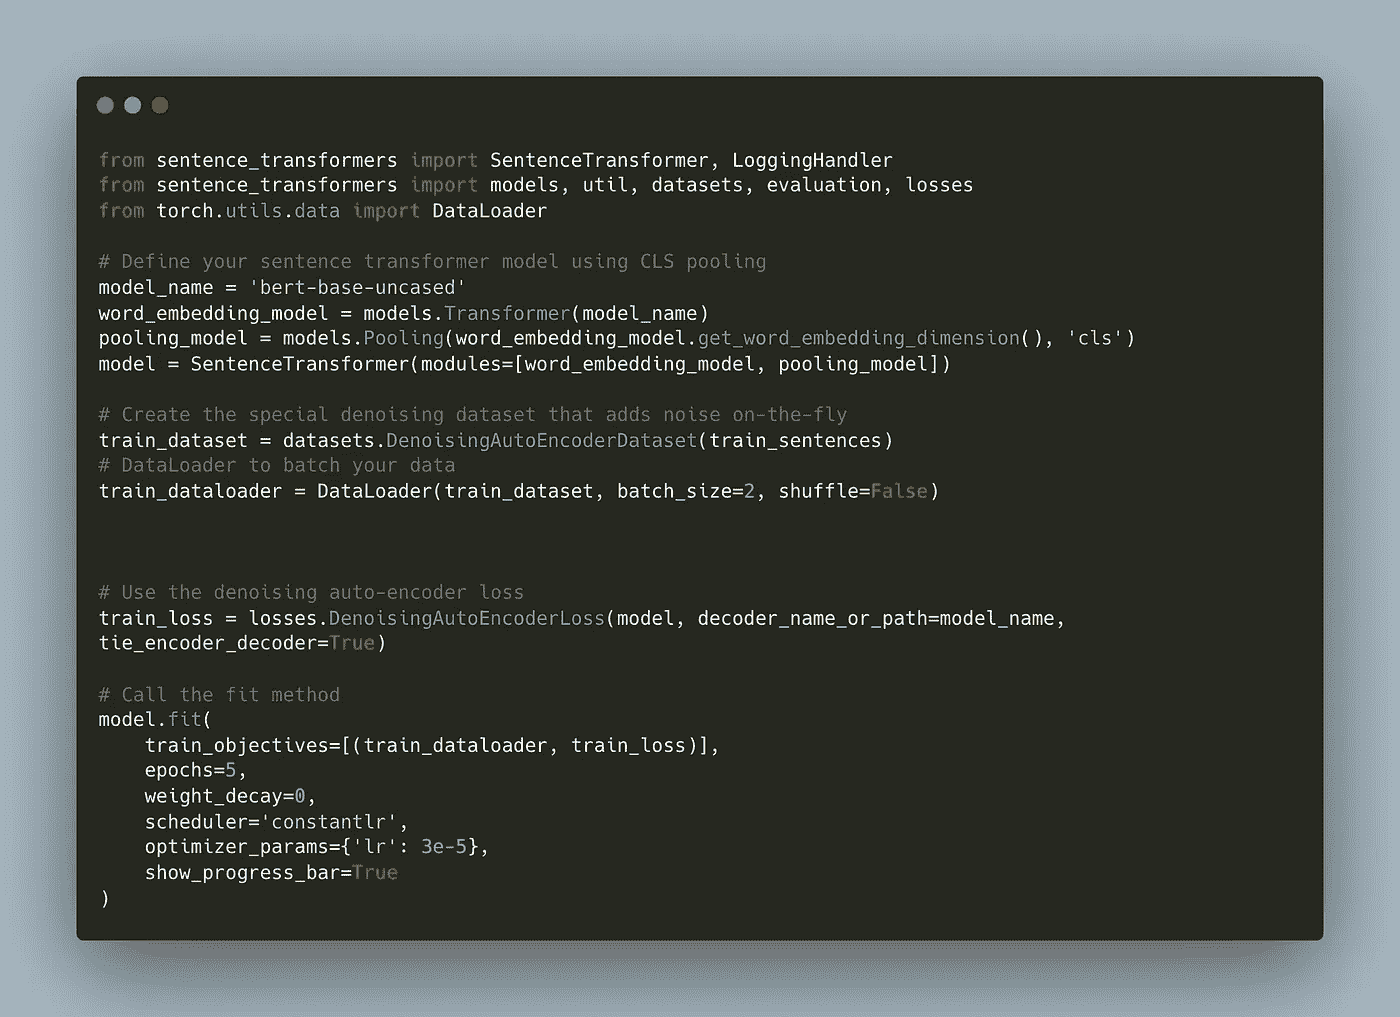 from sentence_transformers import SentenceTransformer, LoggingHandler
from sentence_transformers import models, util, datasets, evaluation, losses
from torch.utils.data import DataLoader
# Define your sentence transformer model using CLS pooling
model_name = 'bert-base-uncased'
word_embedding_model = models.Transformer(model_name)
pooling_model = models.Pooling(word_embedding_model.get_word_embedding_dimension(), 'cls')
model = SentenceTransformer(modules=[word_embedding_model, pooling_model])
# Create the special denoising dataset that adds noise on-the-fly
train_dataset = datasets.DenoisingAutoEncoderDataset(train_sentences)
# DataLoader to batch your data
train_dataloader = DataLoader(train_dataset, batch_size=2, shuffle=False)
# Use the denoising auto-encoder loss
train_loss = losses.DenoisingAutoEncoderLoss(model, decoder_name_or_path=model_name,
tie_encoder_decoder=True)
# Call the fit method
model.fit(
    train_objectives=[(train_dataloader, train_loss)],
    epochs=5,
    weight_decay=0,
    scheduler='constantlr',
    optimizer_params={'lr': 3e-5},
    show_progress_bar=True
)